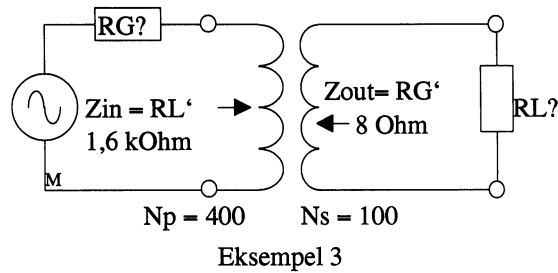 RG?
Zin = RL‘
1,6 kOhm
Zout= RG‘
8 Ohm
RL?
M
Np = 400
Ns = 100
Eksempel 3